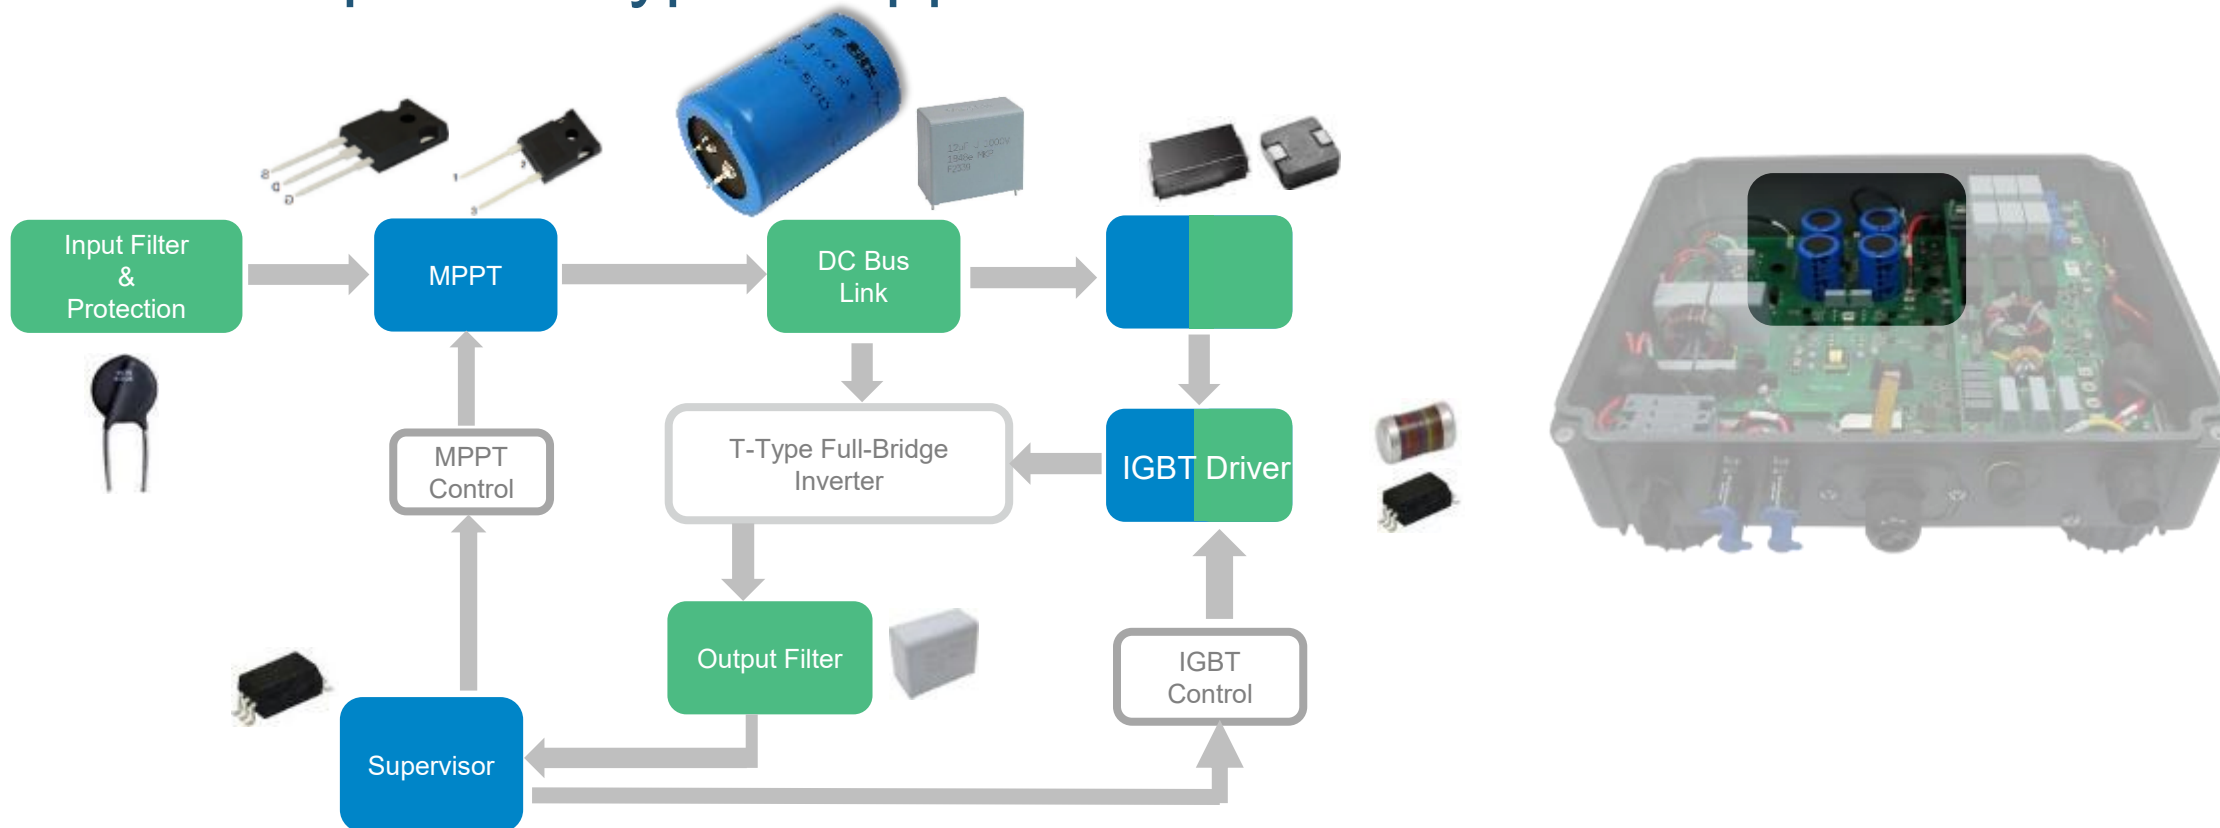 Input Filter
&
Protection
MPPT
DC Bus
Link
MPPT
Control
T-Type Full-Bridge
Inverter
IGBT Driver
Output Filter
IGBT
Control
Supervisor